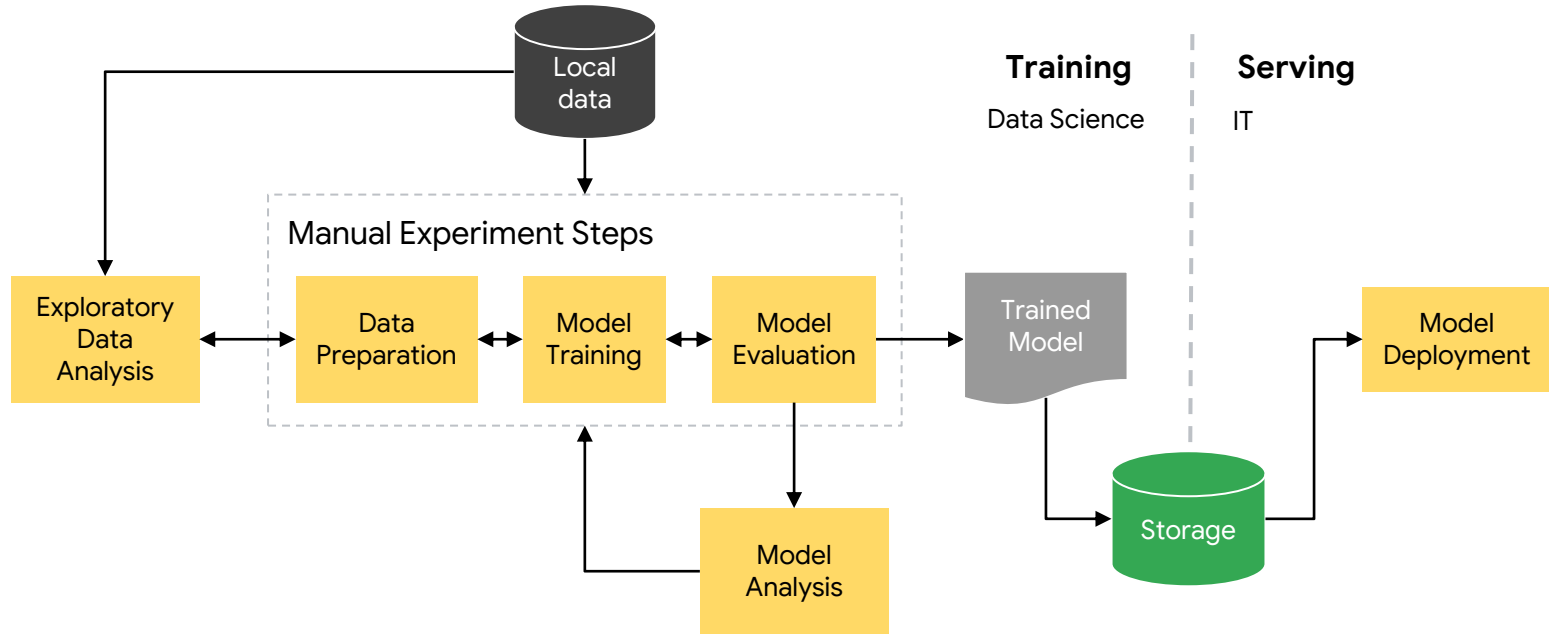 Local
data
Training
Serving
Data Science
IT
Manual Experiment Steps
Exploratory
Data
Analysis
Data
Preparation
Model
Training
Model
Evaluation
Trained
Model
Model
Deployment
Storage
Model
Analysis